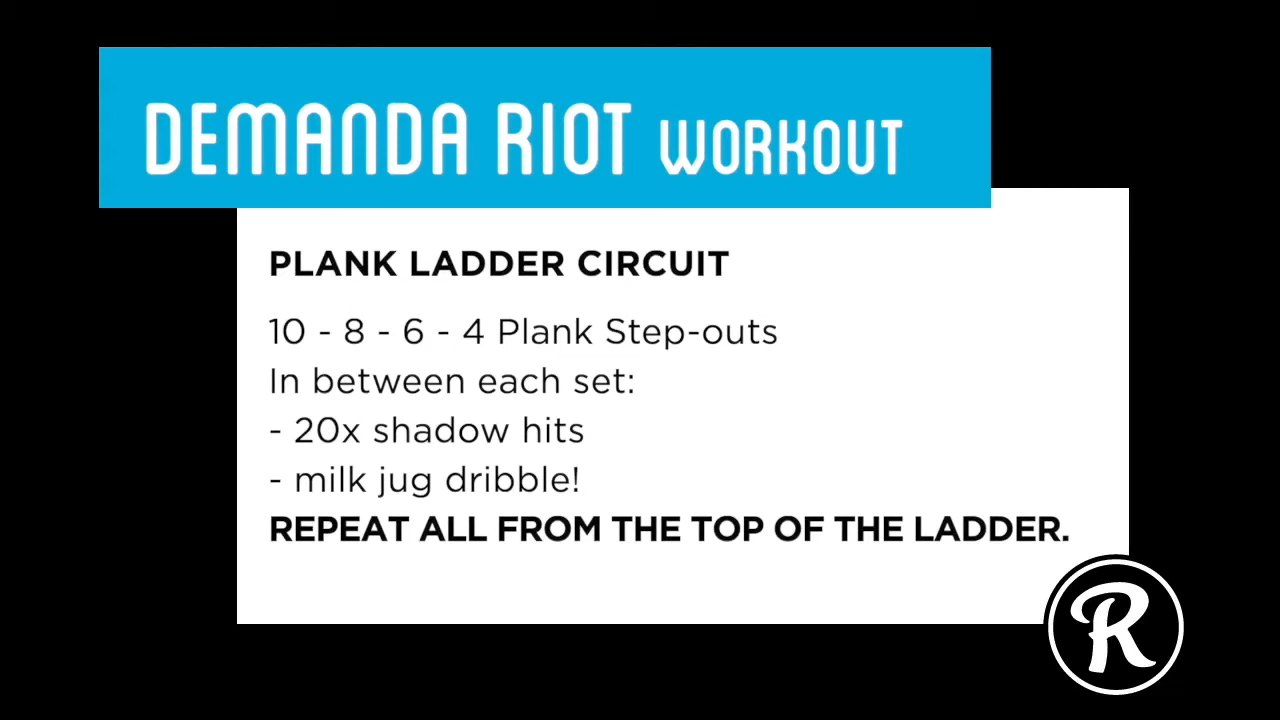 DEMANDA RIOT WORKOUT
PLANK LADDER CIRCUIT
10 - 8 - 6 - 4 Plank Step-outs
In between each set:
- 20x shadow hits
- milk jug dribble!
REPEAT ALL FROM THE TOP OF THE LADDER.
R